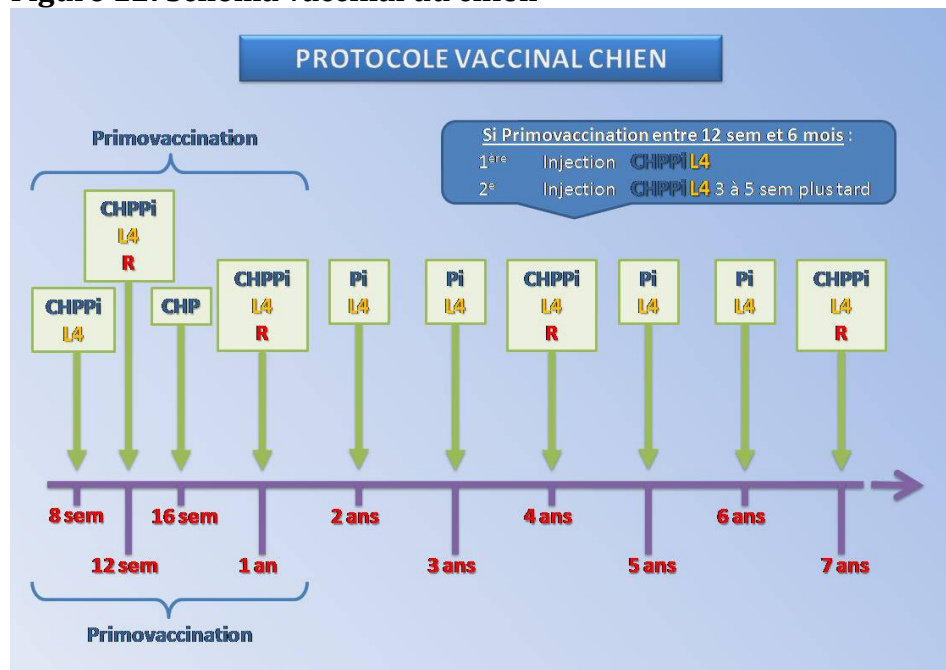 Figure Schéma vaccinal du chien
PROTOCOLE VACCINAL CHIEN
Primovaccination
Si Primovaccination entre 12 sem et 6 mois :
1ère Injection CHPPi L4
2e Injection CHPPi L4 3 à 5 sem plus tard
CHPPi
L4
CHPPi
L4
R
CHP
CHPPi
L4
R
Pi
L4
Pi
L4
CHPPi
L4
R
Pi
L4
Pi
L4
CHPPi
L4
R
8 sem
12 sem
16 sem
1 an
2 ans
3 ans
4 ans
5 ans
6 ans
7 ans
Primovaccination